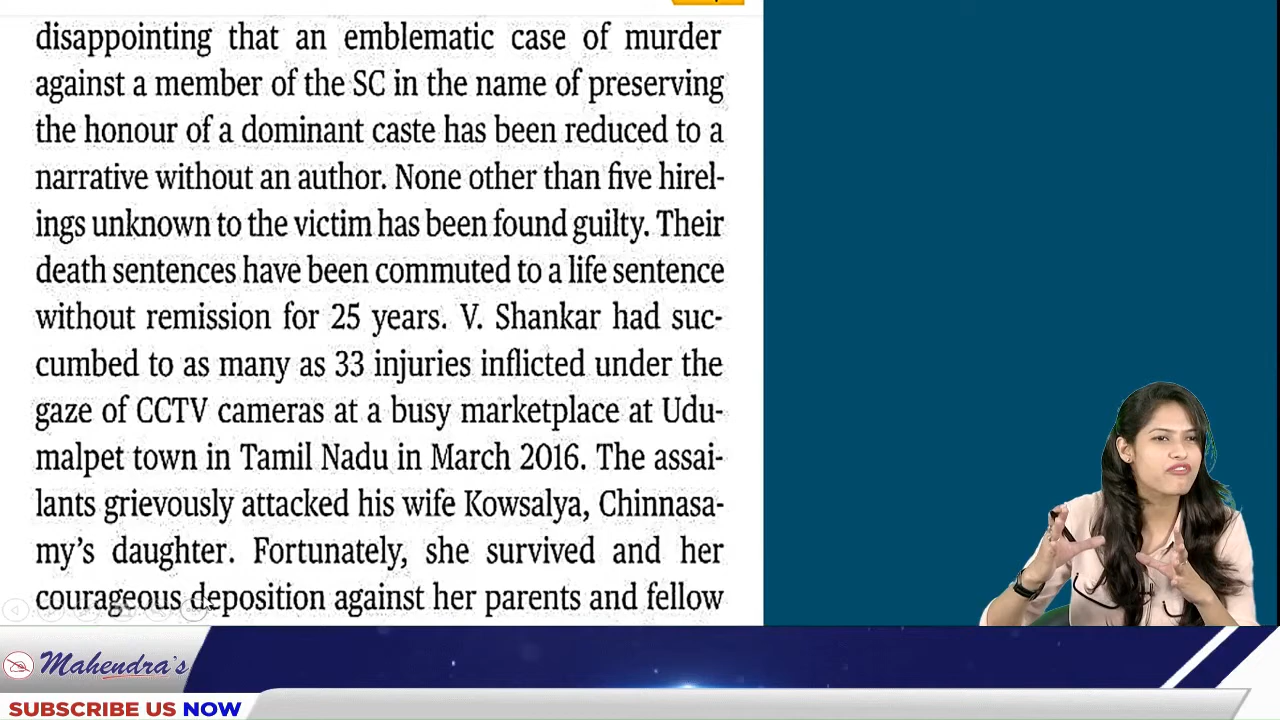 disappointing that an emblematic case of murder
against a member of the SC in the name of preserving
the honour of a dominant caste has been reduced to a
narrative without an author. None other than five hirel-
ings unknown to the victim has been found guilty. Their
death sentences have been commuted to a life sentence
without remission for 25 years. V. Shankar had suc-
cumbed to as many as 33 injuries inflicted under the
gaze of CCTV cameras at a busy marketplace at Udu-
malpet town in Tamil Nadu in March 2016. The assai-
lants grievously attacked his wife Kowsalya, Chinnasa-
my's daughter. Fortunately, she survived and her
courageous deposition against her parents and fellow
Mahendra's
SUBSCRIBE US NOW